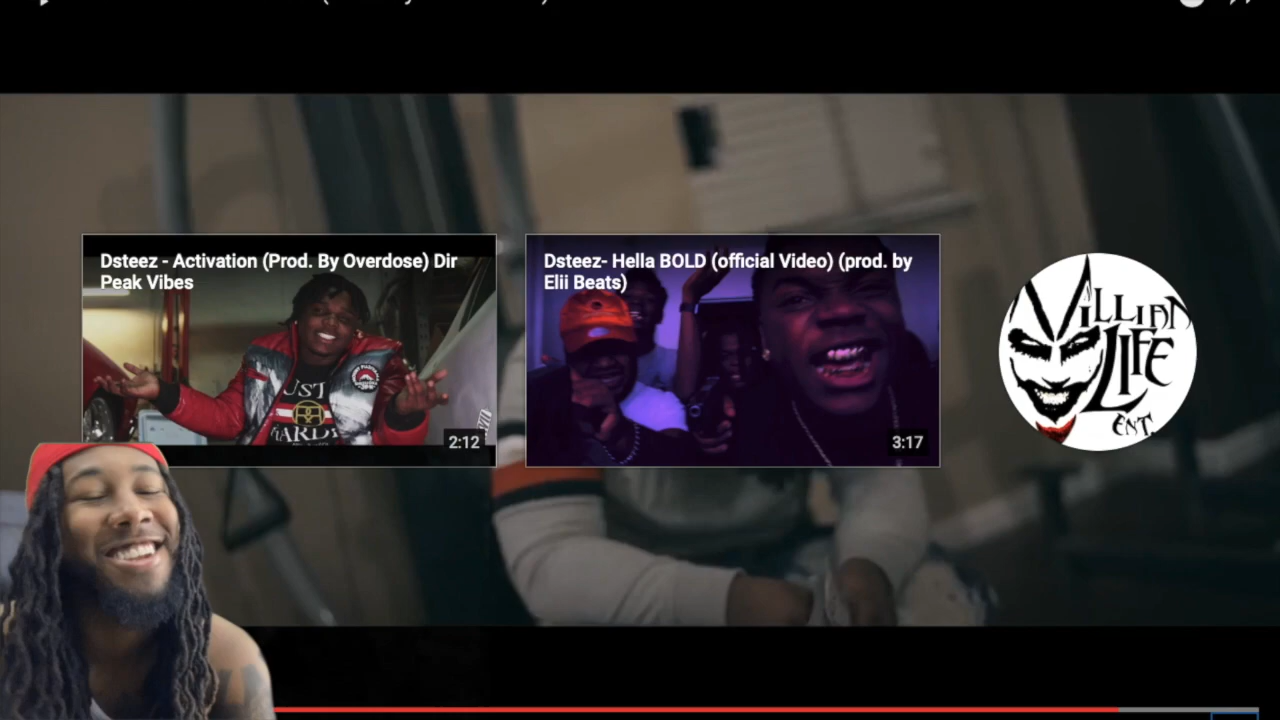 Dsteez - Activation (Prod. By Overdose) Dir
Peak Vibes
Dsteez- Hella BOLD (official Video) (prod. by
Elii Beats)
VILLIAN
LIFE
ENT.
2:12
3:17